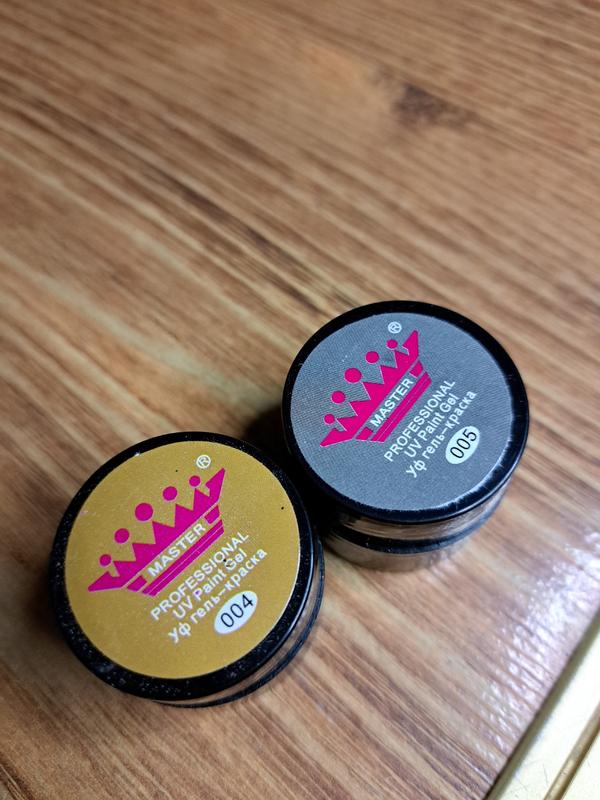 ®
MASTER
PROFESSIONAL
UV Paint Gel
Уф гель-краска
004
®
MASTER
PROFESSIONAL
UV Paint Gel
Уф гель-краска
005